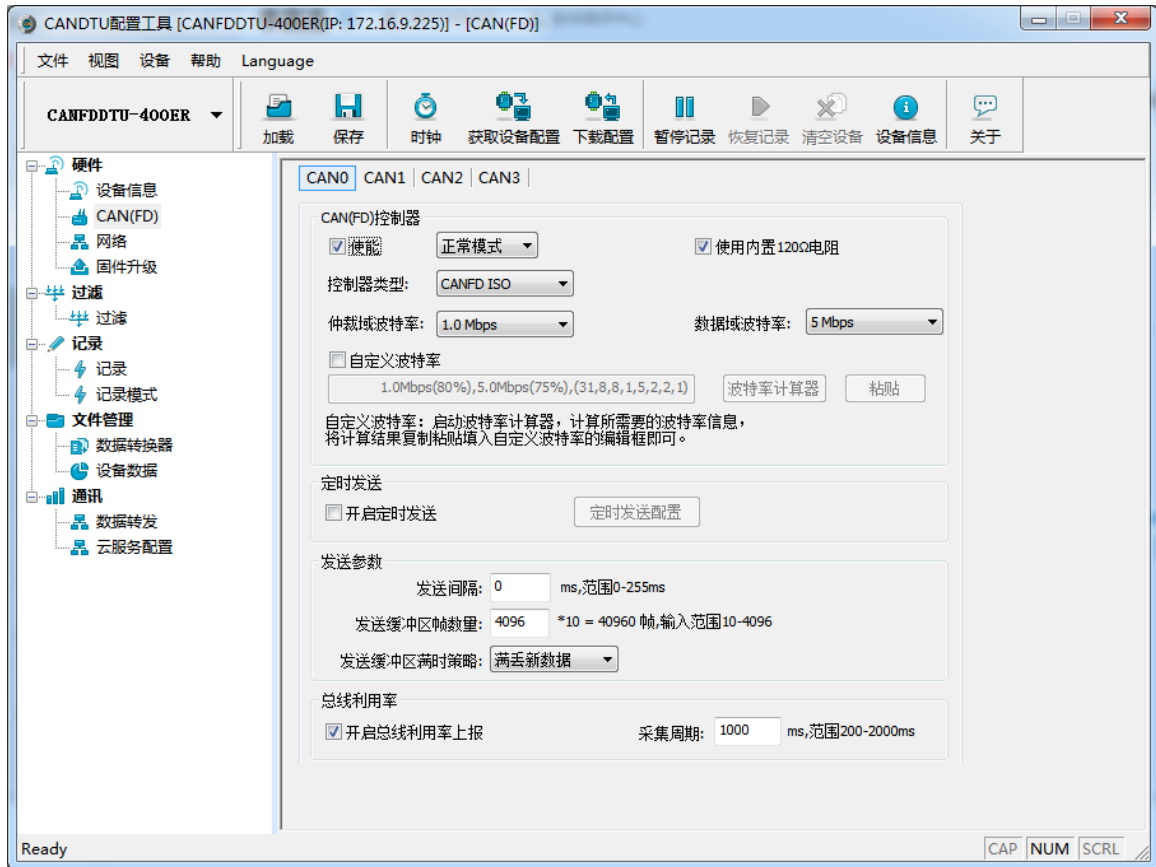 CANDTU配置工具 [CANFDDTU-400ER(IP: 172.16.9.225)] - [CAN(FD)]
文件 视图 设备 帮助 Language
CANFDDTU-400ER
加载 保存 时钟 获取设备配置 下载配置 暂停记录 恢复记录 清空设备 设备信息 关于
硬件
设备信息
CAN(FD)
网络
固件升级
过滤
过滤
记录
记录
记录模式
文件管理
数据转换器
设备数据
通讯
数据转发
云服务配置
CAN0 CAN1 CAN2 CAN3
CAN(FD)控制器
使能 正常模式 使用内置120Ω电阻
控制器类型: CANFD ISO
仲裁域波特率: 1.0 Mbps 数据域波特率: 5 Mbps
自定义波特率
1.0Mbps(80%),5.0Mbps(75%),(31,8,8,1,5,2,2,1) 波特率计算器 粘贴
自定义波特率：启动波特率计算器，计算所需要的波特率信息，
将计算结果复制粘贴填入自定义波特率的编辑框即可。
定时发送
开启定时发送 定时发送配置
发送参数
发送间隔: 0 ms,范围0-255ms
发送缓冲区帧数量: 4096 *10 = 40960 帧,输入范围10-4096
发送缓冲区满时策略: 满丢新数据
总线利用率
开启总线利用率上报 采集周期: 1000 ms,范围200-2000ms
Ready CAP NUM SCRL